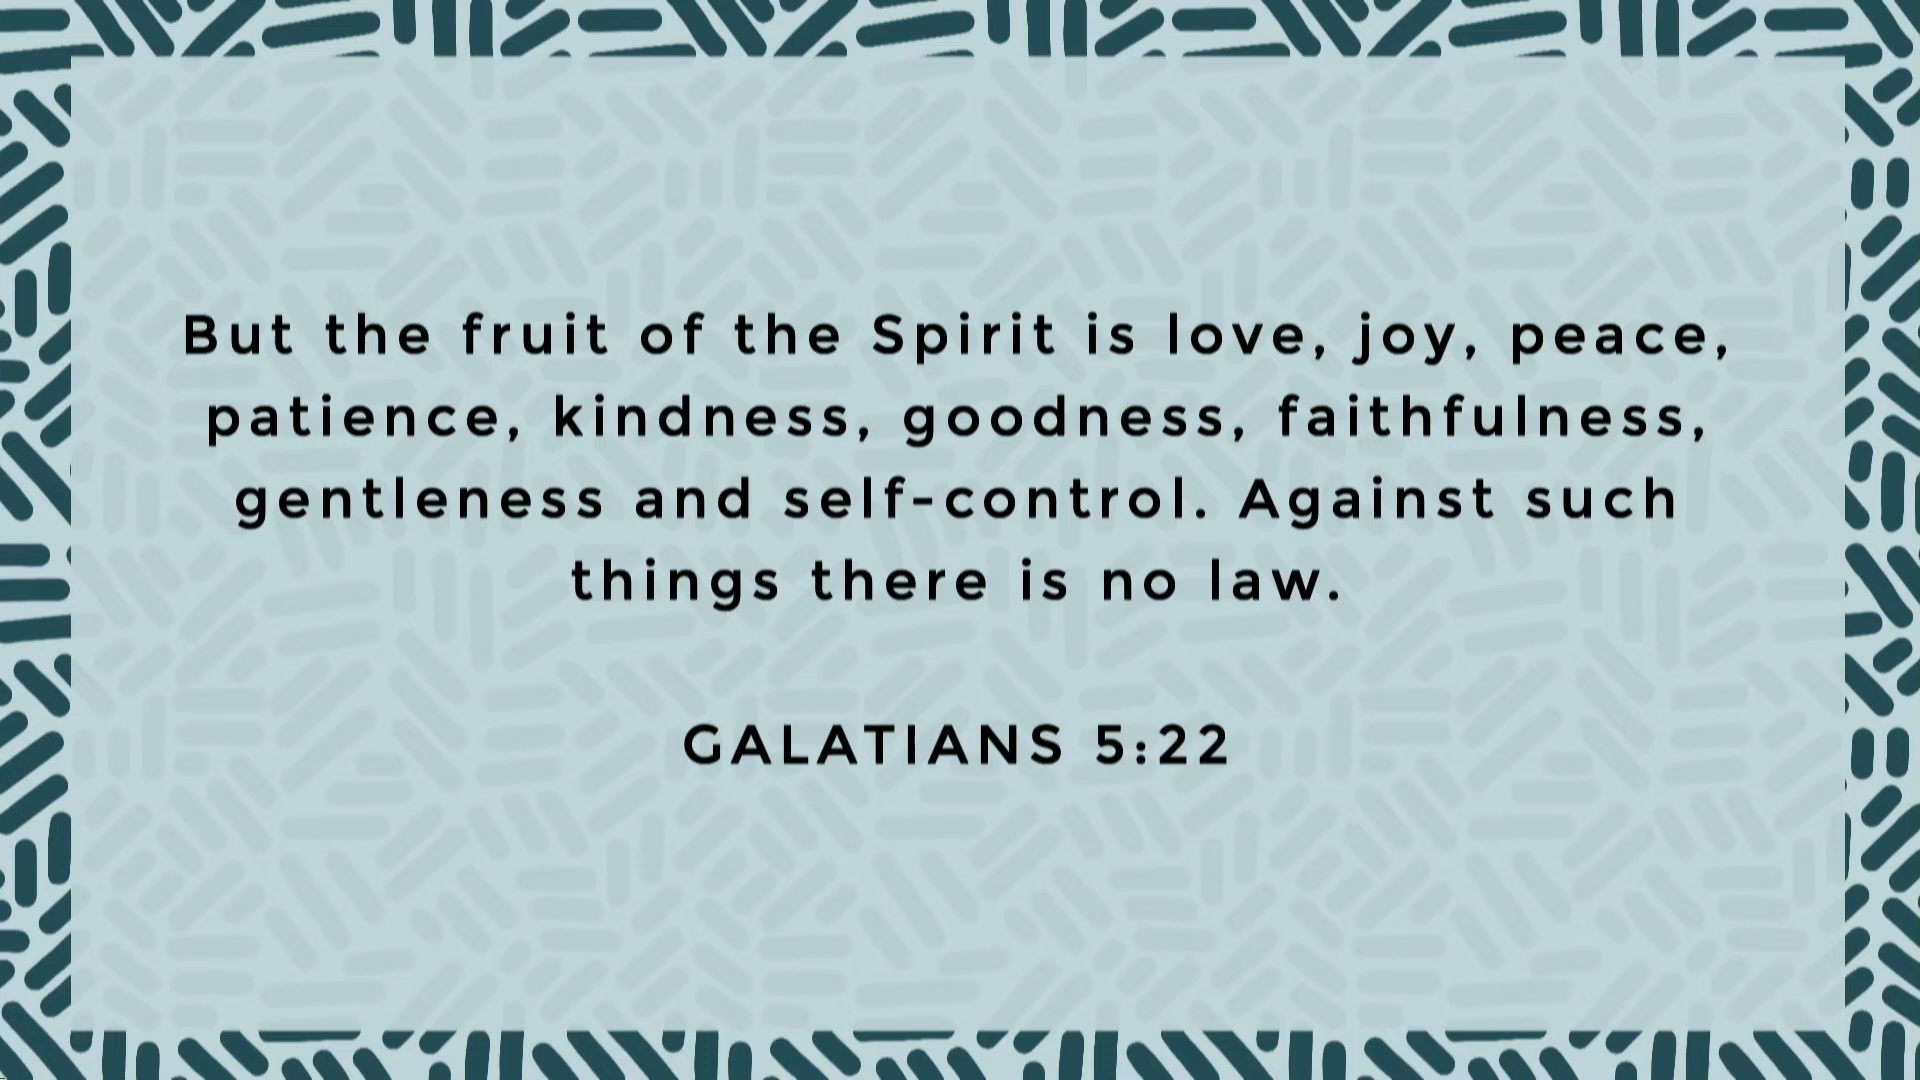 But the fruit of the Spirit is love, joy, peace,
patience, kindness, goodness, faithfulness,
gentleness and self-control. Against such
things there is no law.
GALATIANS 5:22